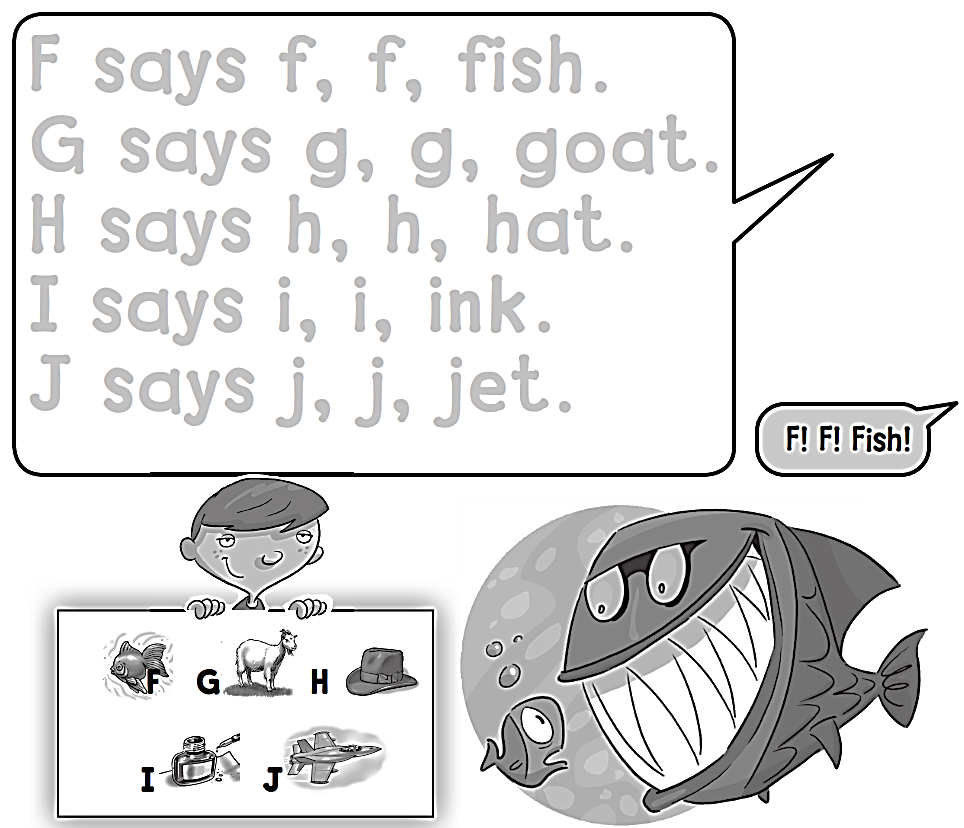 F says f, f, fish.
G says g, g, goat.
H says h, h, hat.
I says i, i, ink.
J says j, j, jet.
F! F! Fish!
F G H
I J